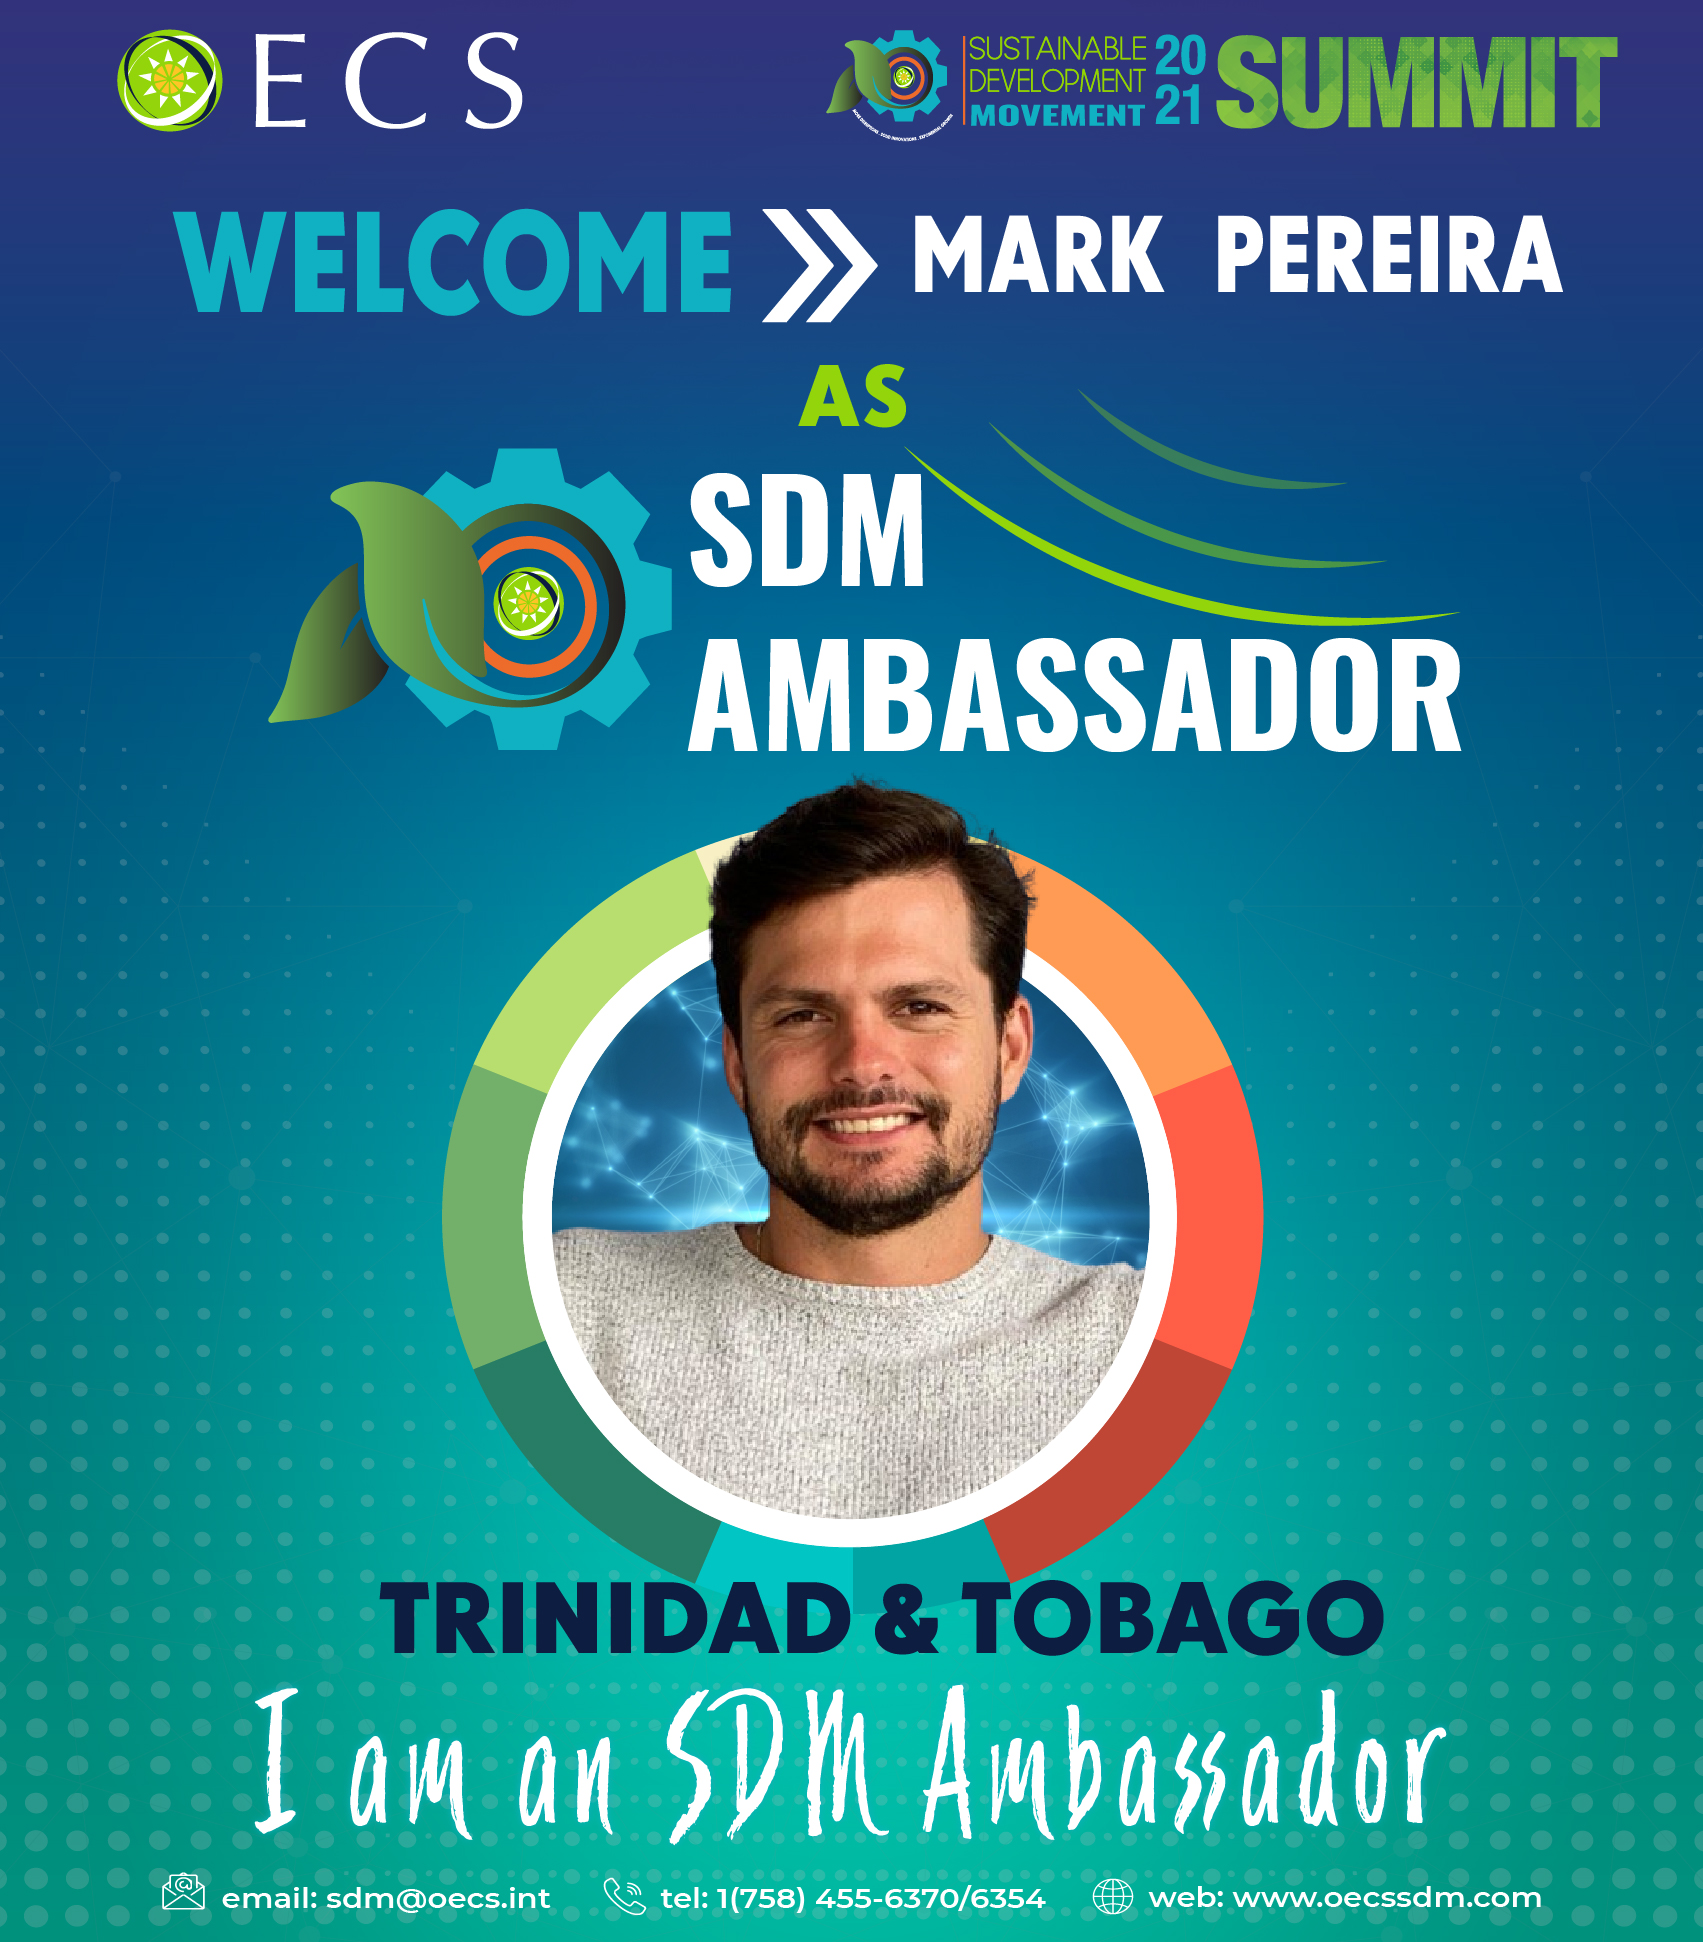 OECS
SUSTAINABLE
DEVELOPMENT
MOVEMENT
20
21
SUMMIT
WELCOME MARK PEREIRA
AS
SDM
AMBASSADOR
TRINIDAD & TOBAGO
I am an SDM Ambassador
email: sdm@oecs.int tel: 1(758) 455-6370/6354 web: www.oecssdm.com